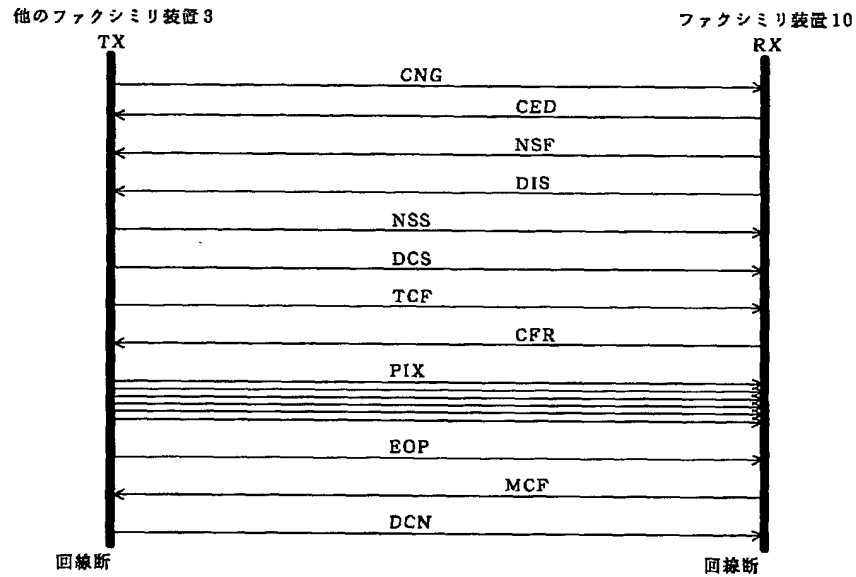 他のファクシミリ装置3
ファクシミリ装置10
TX
RX
CNG
CED
NSF
DIS
NSS
DCS
TCF
CFR
PIX
EOP
MCF
DCN
回線断
回線断